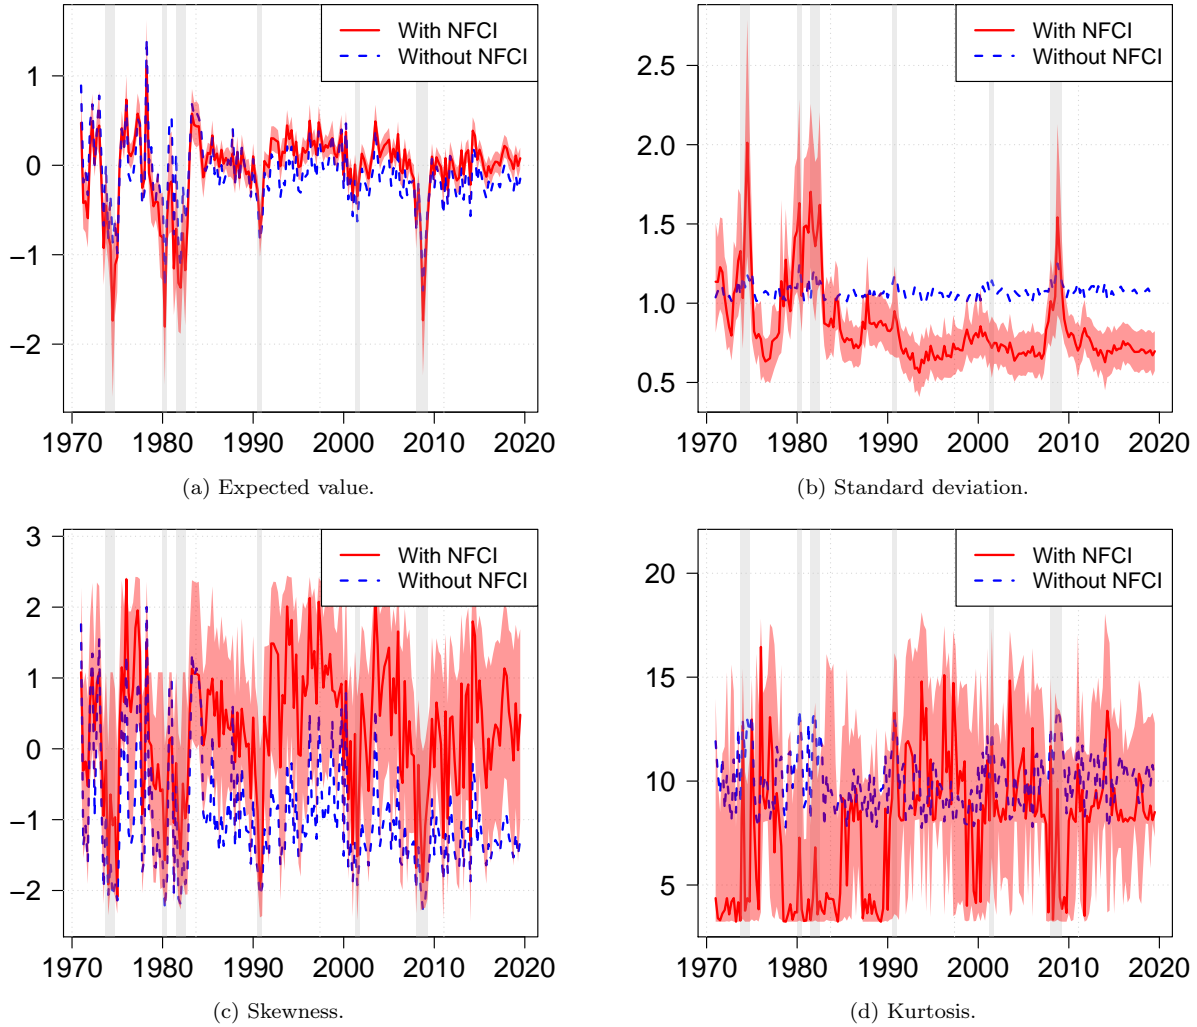 With NFCI
Without NFCI
1
0
−1
−2
1970 1980 1990 2000 2010 2020
(a) Expected value.
With NFCI
Without NFCI
2.5
2.0
1.5
1.0
0.5
1970 1980 1990 2000 2010 2020
(b) Standard deviation.
With NFCI
Without NFCI
3
2
1
0
−1
−2
1970 1980 1990 2000 2010 2020
(c) Skewness.
With NFCI
Without NFCI
20
15
10
5
1970 1980 1990 2000 2010 2020
(d) Kurtosis.